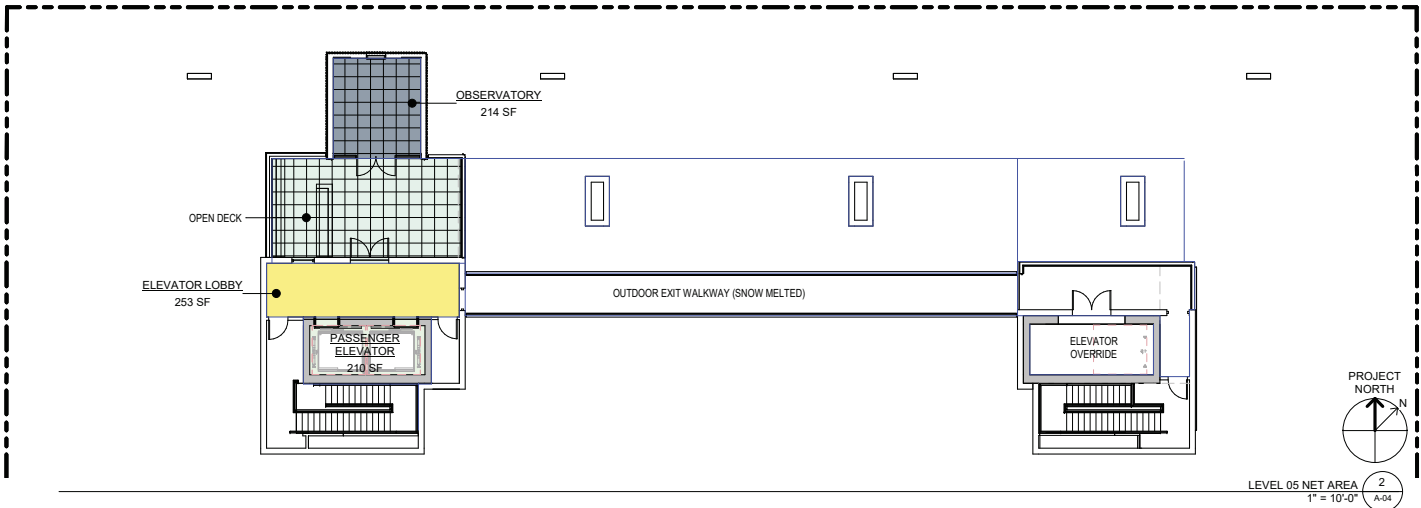 OBSERVATORY
214 SF
OPEN DECK
ELEVATOR LOBBY
253 SF
OUTDOOR EXIT WALKWAY (SNOW MELTED)
PASSENGER
ELEVATOR
210 SF
ELEVATOR
OVERRIDE
PROJECT
NORTH
N
LEVEL 05 NET AREA
1" = 10'-0"
2
A-04